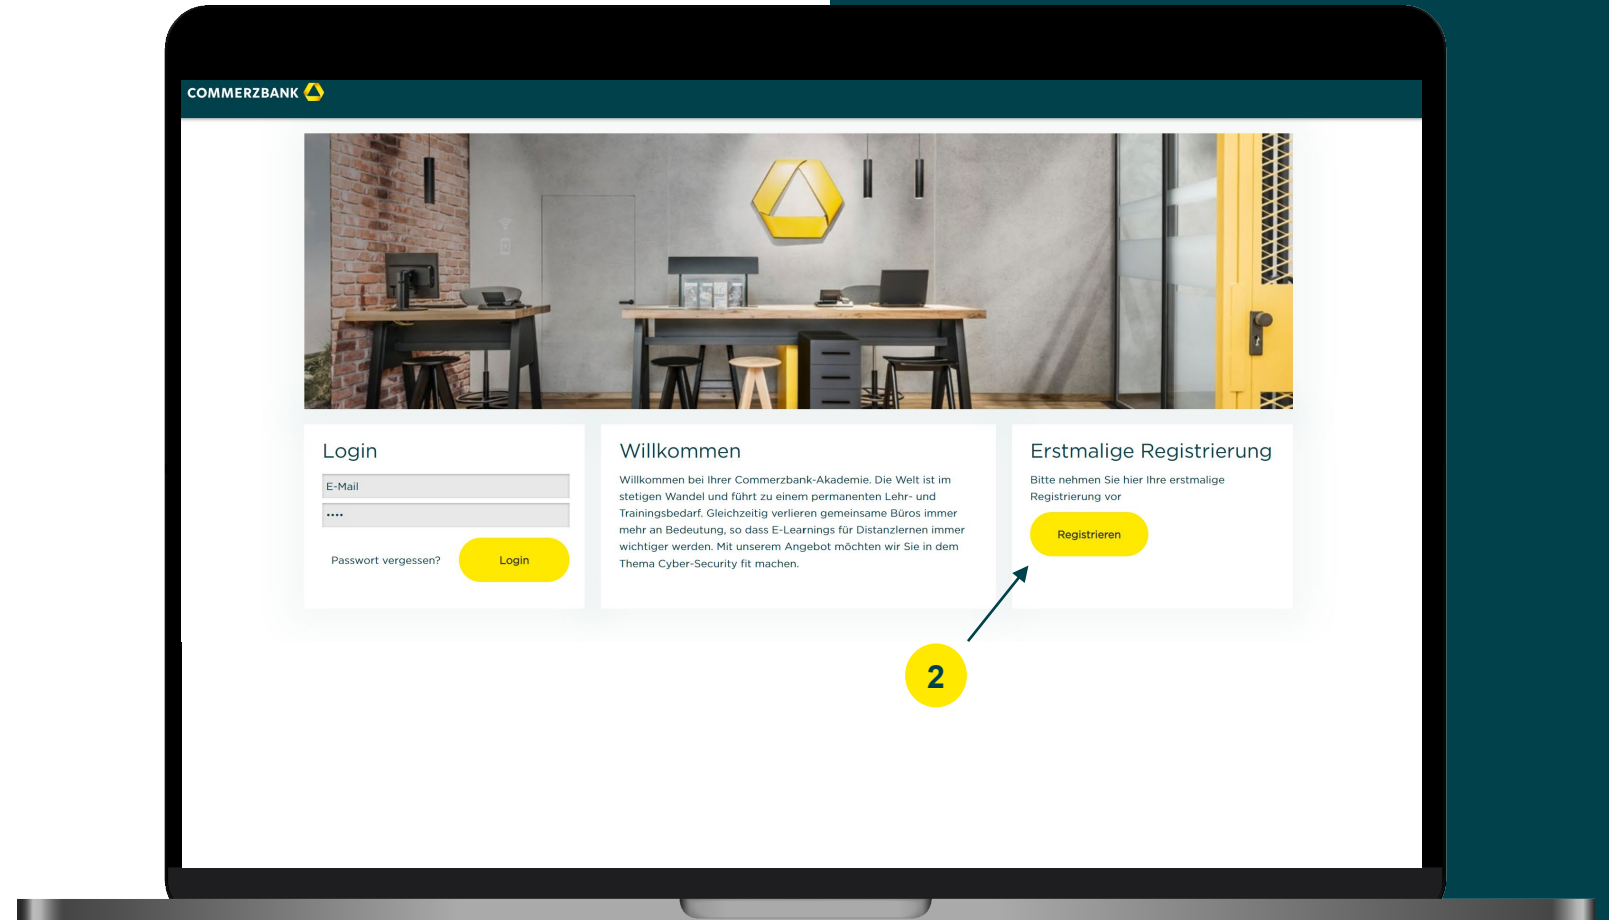 COMMERZBANK
Login
E-Mail
••••
Passwort vergessen?
Login
Willkommen
Willkommen bei Ihrer Commerzbank-Akademie. Die Welt ist im
stetigen Wandel und führt zu einem permanenten Lehr- und
Trainingsbedarf. Gleichzeitig verlieren gemeinsame Büros immer
mehr an Bedeutung, so dass E-Learnings für Distanzlernen immer
wichtiger werden. Mit unserem Angebot möchten wir Sie in dem
Thema Cyber-Security fit machen.
Erstmalige Registrierung
Bitte nehmen Sie hier Ihre erstmalige
Registrierung vor
Registrieren
2